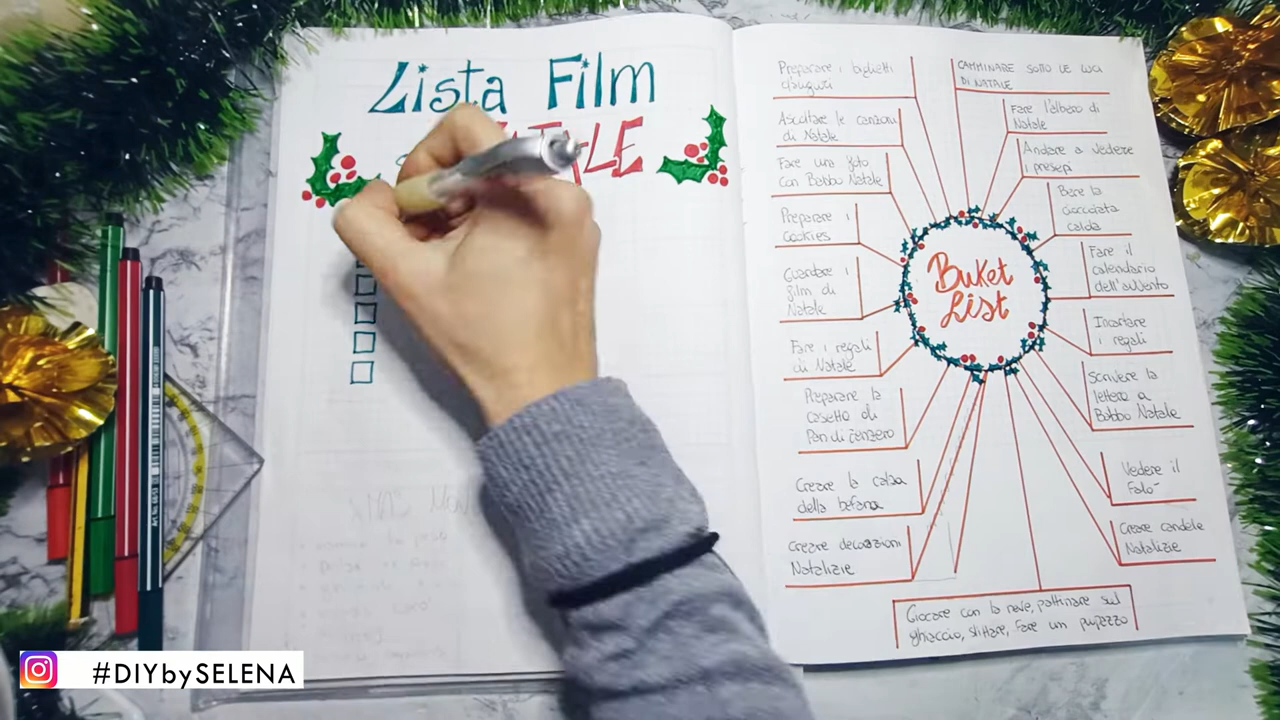 Lista Film
Preparare i biglietti
d'auguri
Ascoltare le canzoni
di Natale
Fare una foto
con Babbo Natale
Preparare i
cookies
Guardare i
film di
Natale
Fare i regali
di Natale
Preparare la
casetta di
Pan di zenzero
Creare la calza
della befana
Creare decorazioni
Natalizie
CAMMINARE SOTTO LE LUCI
DI NATALE
Fare l'albero di
Natale
Andare a vedere
i presepi
Bere la
cioccolata
calda
Fare il
calendario
dell'avvento
Incartare
i regali
Scrivere la
lettera a
Babbo Natale
Vedere il
Falò
Creare candele
Natalizie
Giocare con la neve, pattinare sul
ghiaccio, slittare, fare un pupazzo
Buket
List
#DIYbySELENA